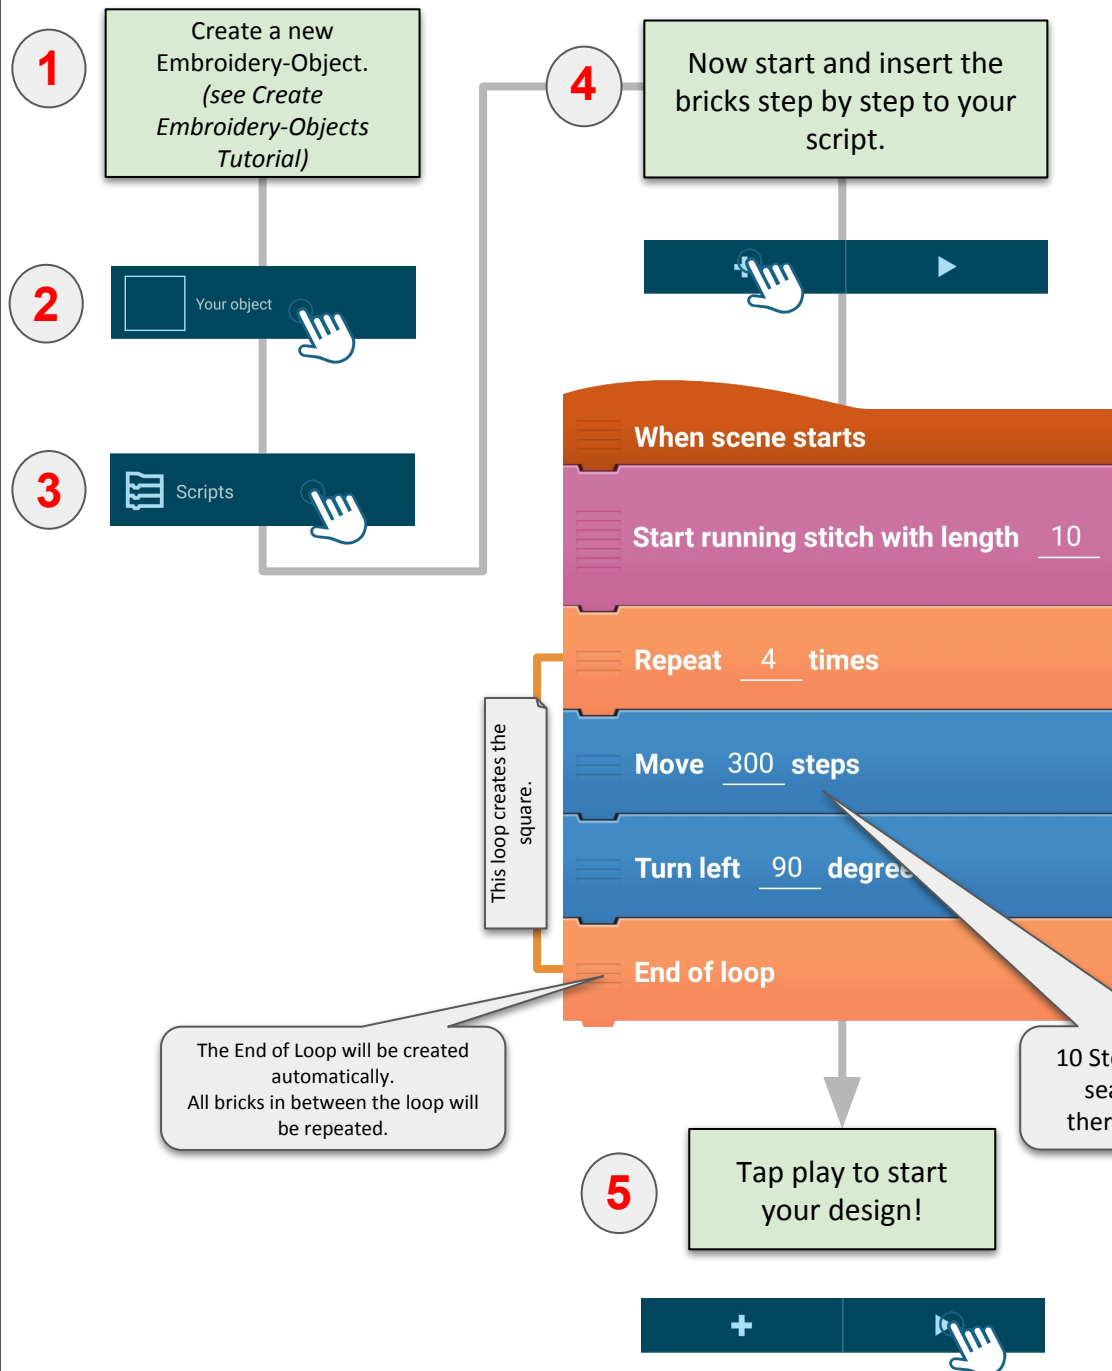 1
Create a new
Embroidery-Object.
(see Create
Embroidery-Objects
Tutorial)
2
Your object
3
Scripts
4
Now start and insert the
bricks step by step to your
script.
When scene starts
Start running stitch with length 10
Repeat 4 times
Move 300 steps
Turn left 90 degree
End of loop
This loop creates the
square.
The End of Loop will be created
automatically.
All bricks in between the loop will
be repeated.
10
5
Tap play to start
your design!